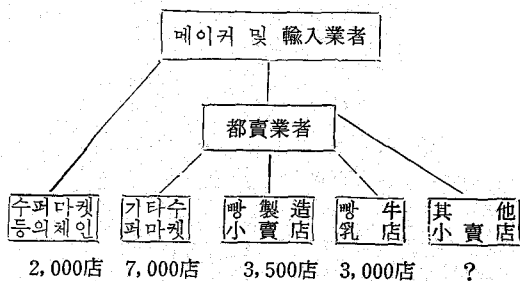 메이커 및 輸入業者
都賣業者
수퍼마켓 기타수 빵製造 빵牛 其他
등의체인 퍼마켓 小賣店 乳店 小賣店
2,000店 7,000店 3,500店 3,000店 ?